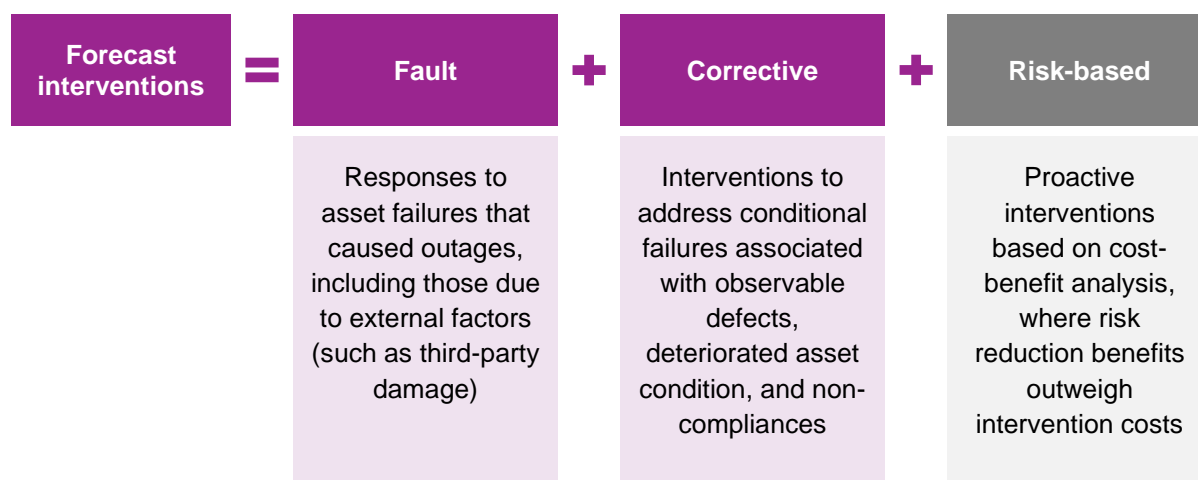 Forecast
interventions
=
Fault
+
Corrective
+
Risk-based
Responses to
asset failures that
caused outages,
including those due
to external factors
(such as third-party
damage)
Interventions to
address conditional
failures associated
with observable
defects,
deteriorated asset
condition, and non-
compliances
Proactive
interventions
based on cost-
benefit analysis,
where risk
reduction benefits
outweigh
intervention costs